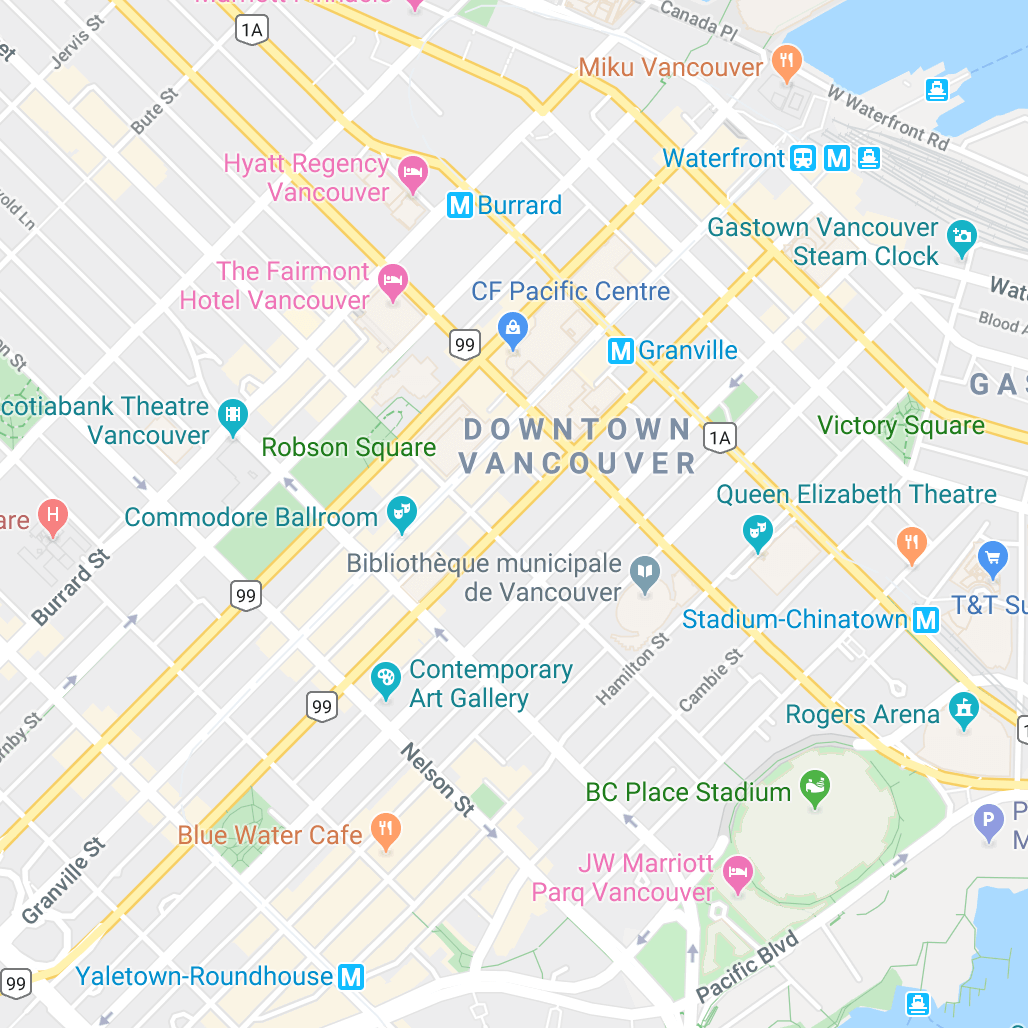 Canada Pl
1A
Jervis St
Miku Vancouver
Bute St
W Waterfront Rd
Waterfront M
Hyatt Regency
Vancouver
M Burrard
Gastown Vancouver
Steam Clock
The Fairmont
Hotel Vancouver
CF Pacific Centre
99
M Granville
Blood A
GAS
cotiabank Theatre
Vancouver
DOWNTOWN
VANCOUVER
1A
Victory Square
Robson Square
Queen Elizabeth Theatre
Commodore Ballroom
H
Bibliothèque municipale
de Vancouver
Burrard St
99
T&T Su
Stadium-Chinatown M
Hamilton St
Cambie St
Contemporary
Art Gallery
99
Rogers Arena
Nelson St
BC Place Stadium
P
Blue Water Cafe
JW Marriott
Parq Vancouver
Granville St
Pacific Blvd
Yaletown-Roundhouse M
99